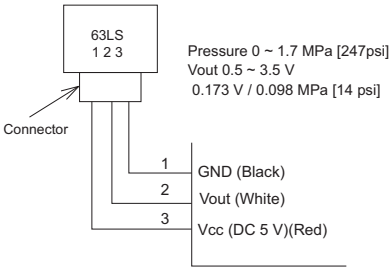 63LS
1 2 3
Pressure 0 ~ 1.7 MPa [247psi]
Vout 0.5 ~ 3.5 V
0.173 V / 0.098 MPa [14 psi]
Connector
1
GND (Black)
2
Vout (White)
3
Vcc (DC 5 V)(Red)